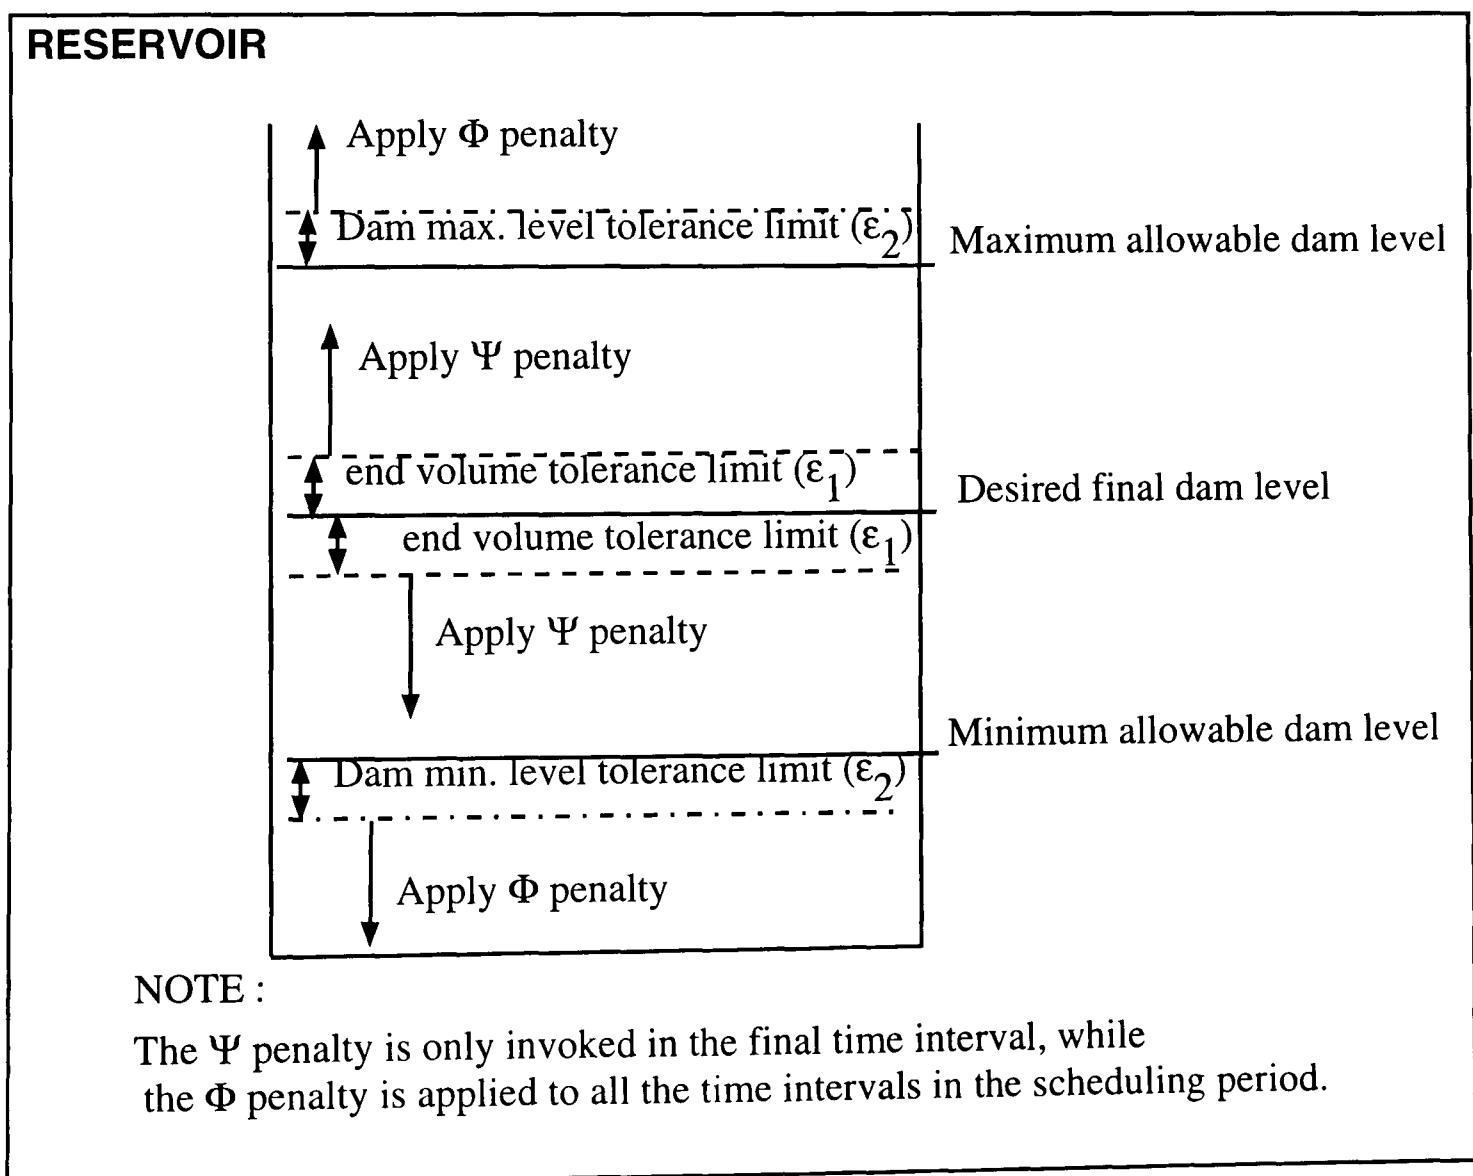 RESERVOIR
Apply Φ penalty
Dam max. level tolerance limit (ε2)
Maximum allowable dam level
Apply Ψ penalty
end volume tolerance limit (ε1)
Desired final dam level
end volume tolerance limit (ε1)
Apply Ψ penalty
Minimum allowable dam level
Dam min. level tolerance limit (ε2)
Apply Φ penalty
NOTE :
The Ψ penalty is only invoked in the final time interval, while
the Φ penalty is applied to all the time intervals in the scheduling period.